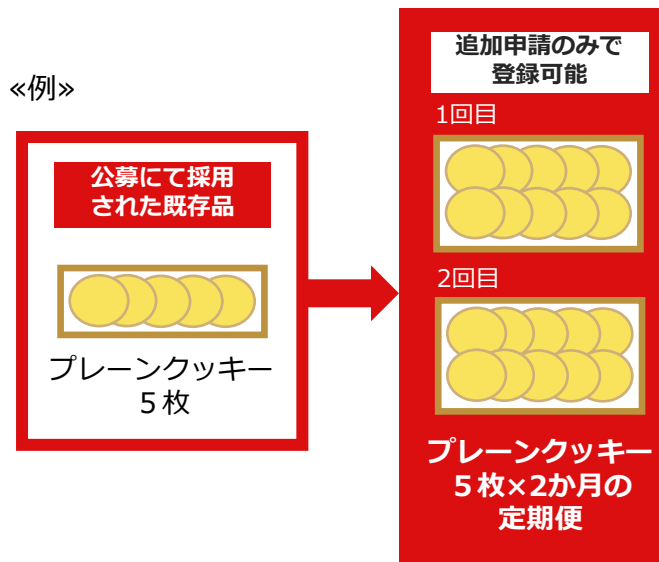 «例»
公募にて採用
された既存品
プレーンクッキー
５枚
追加申請のみで
登録可能
1回目
2回目
プレーンクッキー
５枚×2か月の
定期便